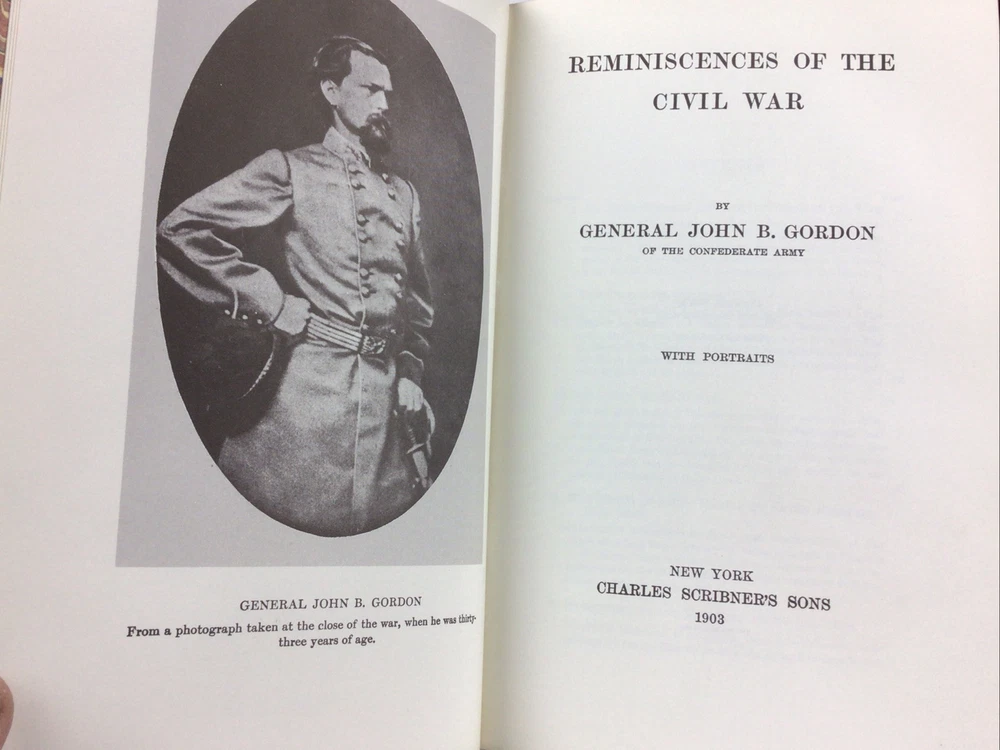 GENERAL JOHN B. GORDON
From a photograph taken at the close of the war, when he was thirty-
three years of age.
REMINISCENCES OF THE
CIVIL WAR
BY
GENERAL JOHN B. GORDON
OF THE CONFEDERATE ARMY
WITH PORTRAITS
NEW YORK
CHARLES SCRIBNER'S SONS
1903